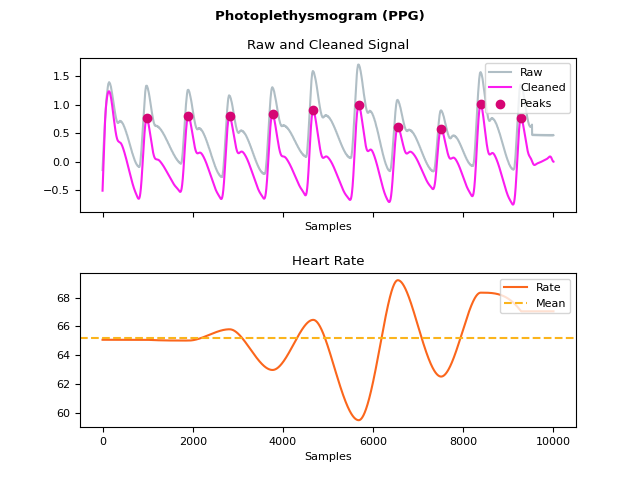 Photoplethysmogram (PPG)
Raw and Cleaned Signal
1.5
1.0
0.5
0.0
−0.5
Raw
Cleaned
Peaks
Samples
Heart Rate
68
66
64
62
60
Rate
Mean
0
2000
4000
6000
8000
10000
Samples